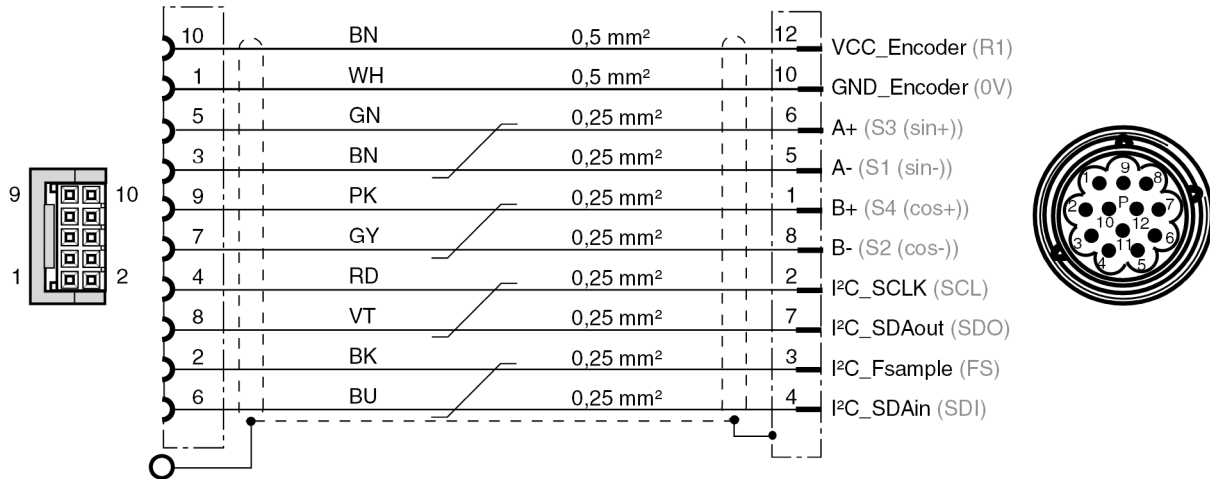 10 BN 0,5 mm² 12 VCC_Encoder (R1)
1 WH 0,5 mm² 10 GND_Encoder (0V)
5 GN 0,25 mm² 6 A+ (S3 (sin+))
3 BN 0,25 mm² 5 A- (S1 (sin-))
9 PK 0,25 mm² 1 B+ (S4 (cos+))
7 GY 0,25 mm² 8 B- (S2 (cos-))
4 RD 0,25 mm² 2 I²C_SCLK (SCL)
8 VT 0,25 mm² 7 I²C_SDAout (SDO)
2 BK 0,25 mm² 3 I²C_Fsample (FS)
6 BU 0,25 mm² 4 I²C_SDAin (SDI)
9 10
1 2
1 9 8
2 P 7
10 12
3 11 6
4 5